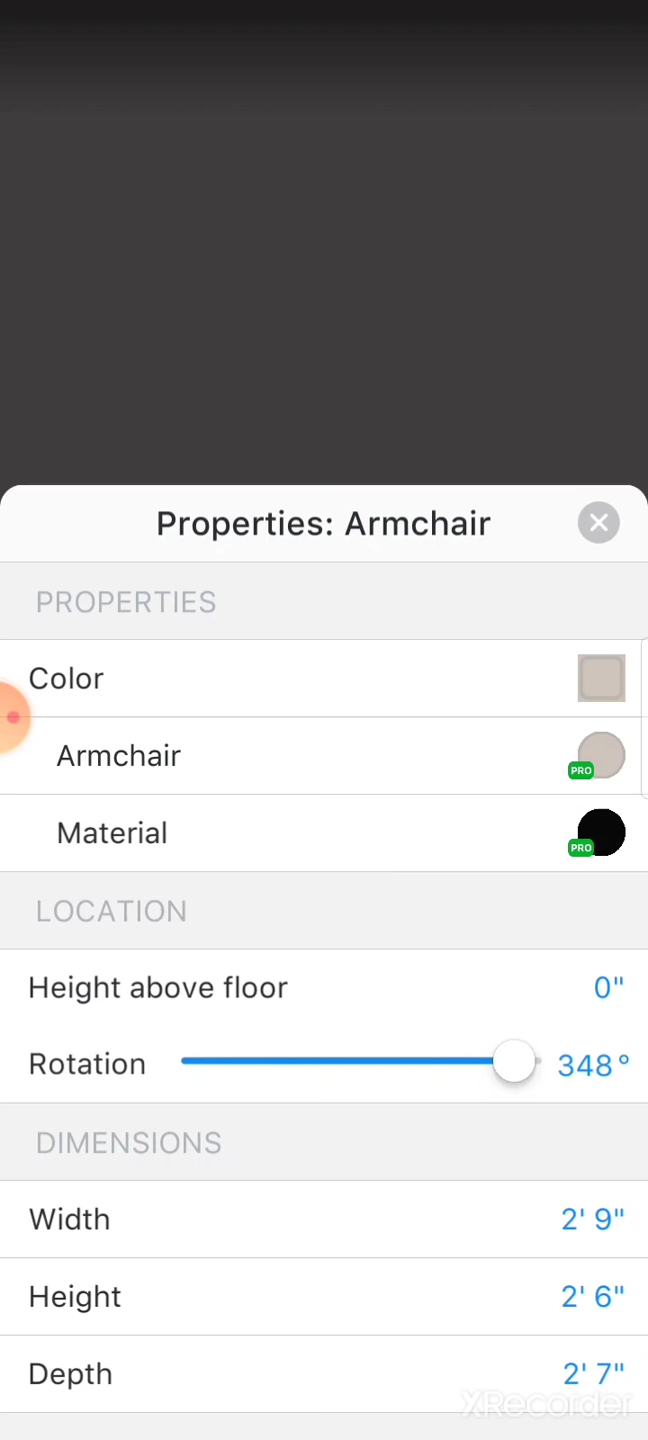 Properties: Armchair
PROPERTIES
Color
Armchair
PRO
Material
PRO
LOCATION
Height above floor 0"
Rotation 348°
DIMENSIONS
Width 2' 9"
Height 2' 6"
Depth 2' 7"
XRecorder